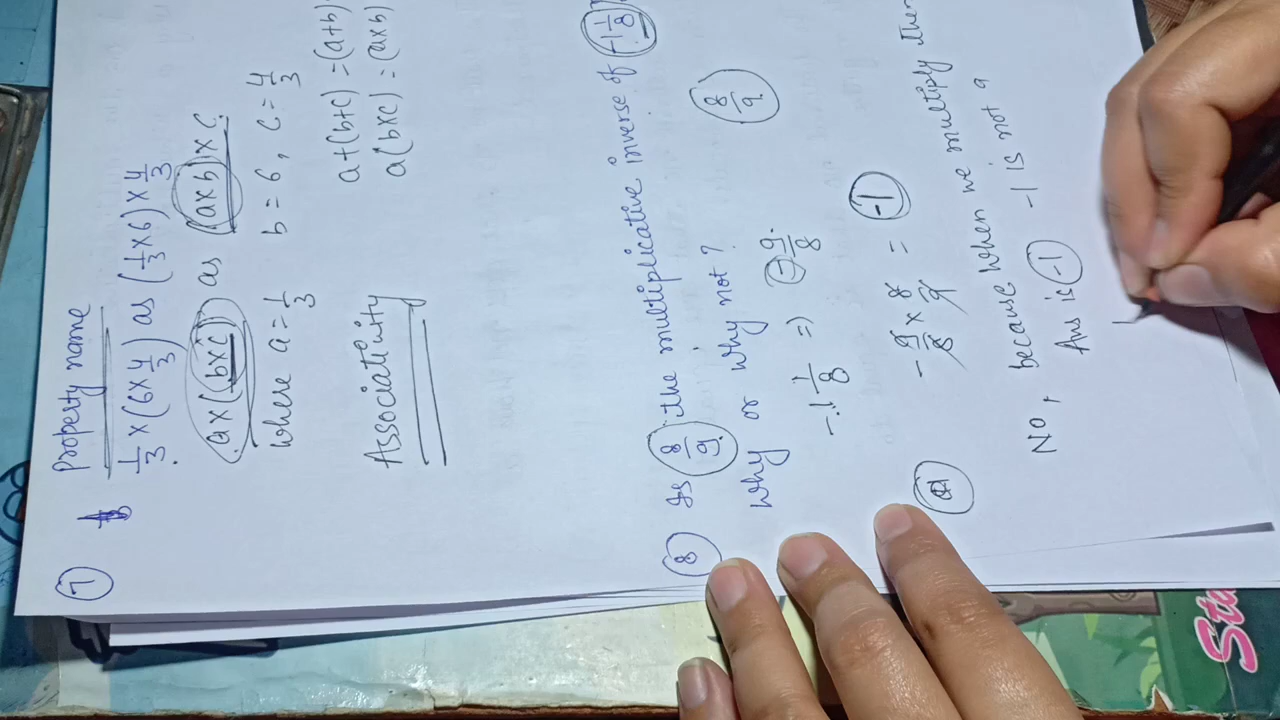 7 Property name
1/3 × (6 × 4/3) as (1/3 × 6) × 4/3
a × (b×c) as (a×b) × c
where a = 1/3 b = 6, c = 4/3
a+(b+c) = (a+b)
Associativity a(b×c) = (a×b)
8 Is 8/9 the multiplicative inverse of -1 1/8
why or why not?
8/9
-1 1/8 => -9/8
-9/8 × 8/9 = -1
No, because when we multiply
Ans is -1 -1 is not a